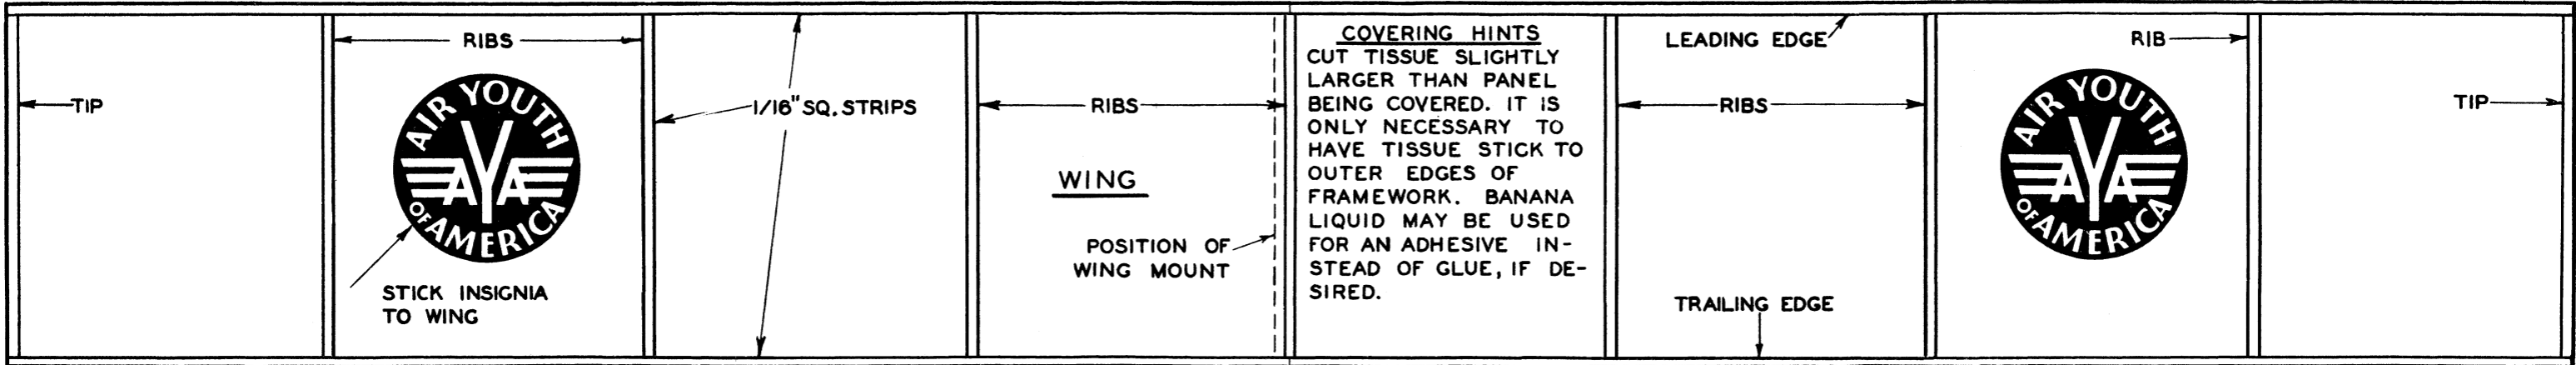 TIP
RIBS
AIR YOUTH
AYA
OF AMERICA
STICK INSIGNIA
TO WING
1/16" SQ. STRIPS
RIBS
WING
POSITION OF
WING MOUNT
COVERING HINTS
CUT TISSUE SLIGHTLY
LARGER THAN PANEL
BEING COVERED. IT IS
ONLY NECESSARY TO
HAVE TISSUE STICK TO
OUTER EDGES OF
FRAMEWORK. BANANA
LIQUID MAY BE USED
FOR AN ADHESIVE IN-
STEAD OF GLUE, IF DE-
SIRED.
LEADING EDGE
RIBS
TRAILING EDGE
RIB
AIR YOUTH
AYA
OF AMERICA
TIP